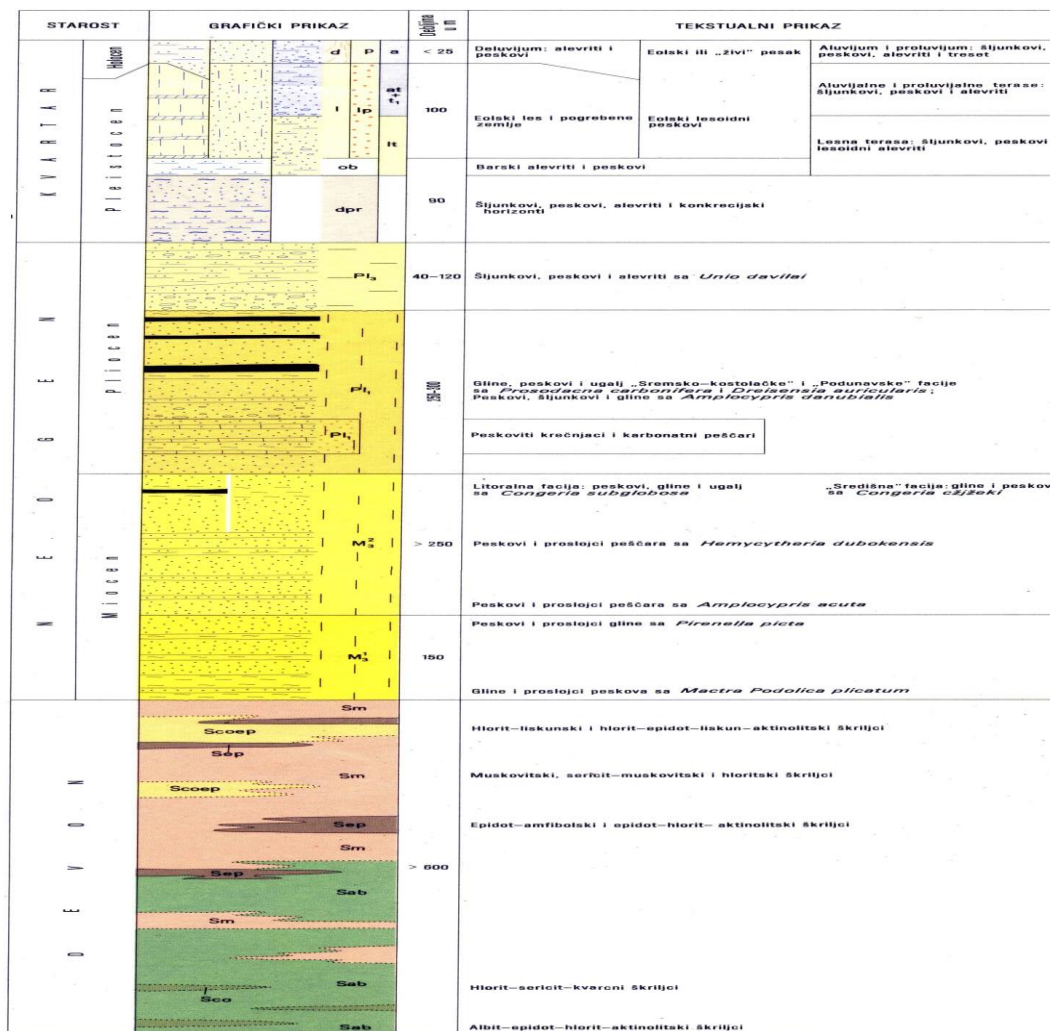 STAROST
GRAFIČKI PRIKAZ
Debljina
u m
TEKSTUALNI PRIKAZ
KVARTAR
Holocen
Pleistocen
d
p
a
< 25
Deluvijum: alevriti i
peskovi
Eolski ili „živi" pesak
Aluvijum i proluvijum: šljunkovi,
peskovi, alevriti i treset
l
lp
at
+
t₁
lt
100
Eolski les i pogrebene
zemlje
Eolski lesoidni
peskovi
Aluvijalne i proluvijalne terase:
šljunkovi, peskovi i alevriti
Lesna terasa: šljunkovi, peskovi
lesoidni alevriti
ob
Barski alevriti i peskovi
dpr
90
Šljunkovi, peskovi, alevriti i konkrecijski
horizonti
NEOGEN
Pliocen
Pl₃
40–120
Šljunkovi, peskovi i alevriti sa Unio davilai
Gline, peskovi i ugalj „Sremsko–kostolačke" i „Podunavske" facije
sa Prosodacna carbonifera i Dreisensia auricularis;
Peskovi, šljunkovi i gline sa Amplocypris danubialis
Pl₁
Peskoviti krečnjaci i karbonatni peščari
Miocen
Litoralna facija: peskovi, gline i ugalj
sa Congeria subglobosa
„Središna" facija: gline i peskov
sa Congeria cžjžeki
M₃²
> 250
Peskovi i proslojci peščara sa Hemycytheria dubokensis
Peskovi i proslojci peščara sa Amplocypris acuta
Peskovi i proslojci gline sa Pirenella picta
M₃¹
150
Gline i proslojci peskova sa Mactra Podolica plicatum
DEVON
Sm
Scoep
Sep
Sm
Scoep
Sep
Sm
Sep
Sab
Sm
Sab
Sco
Sab
> 600
Hlorit–liskunski i hlorit–epidot–liskun–aktinolitski škriljci
Muskovitski, sericit–muskovitski i hloritski škriljci
Epidot–amfibolski i epidot–hlorit– aktinolitski škriljci
Hlorit–sericit–kvarcni škriljci
Albit–epidot–hlorit–aktinolitski škriljci